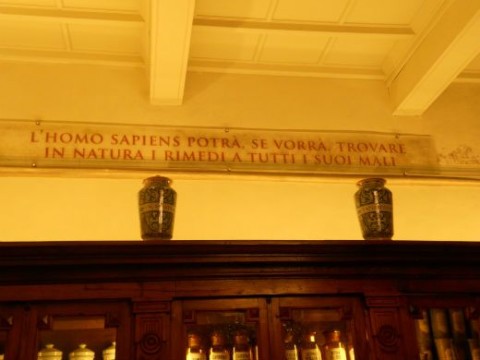 L'HOMO SAPIENS POTRÀ, SE VORRÀ, TROVARE
IN NATURA I RIMEDI A TUTTI I SUOI MALI